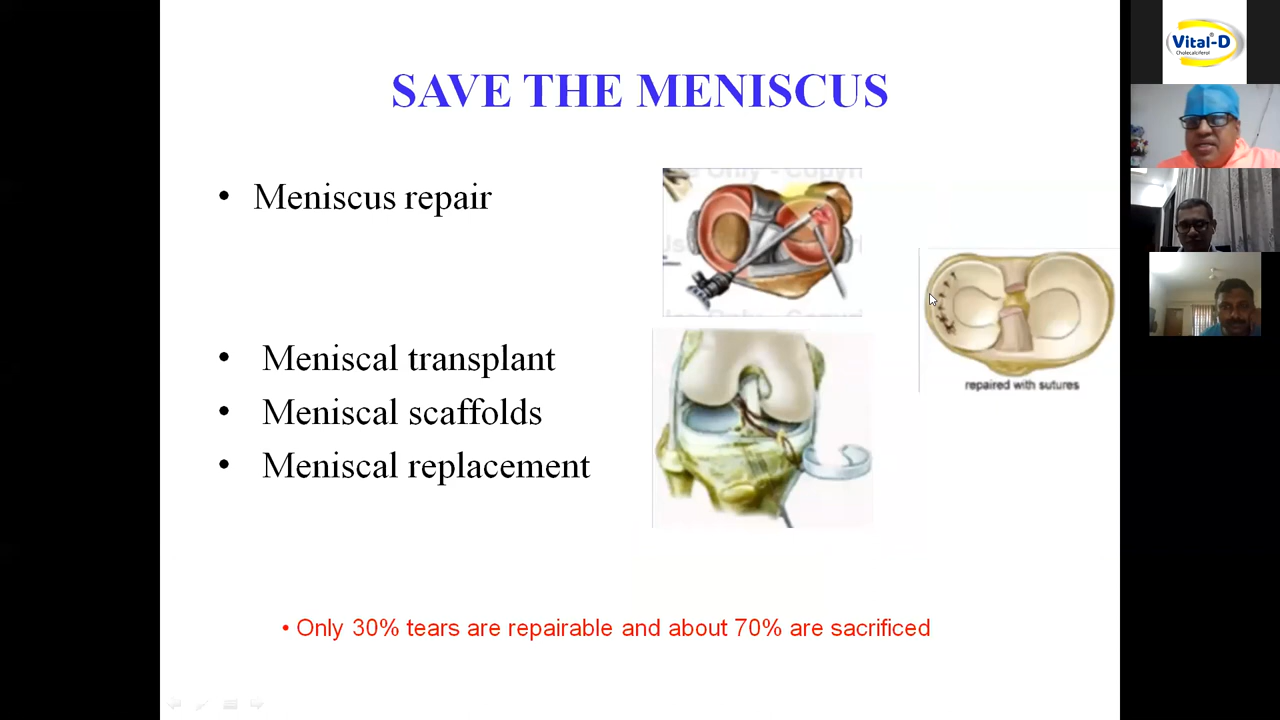 SAVE THE MENISCUS
• Meniscus repair
• Meniscal transplant
• Meniscal scaffolds
• Meniscal replacement
repaired with sutures
• Only 30% tears are repairable and about 70% are sacrificed
Vital-D
Cholecalciferol